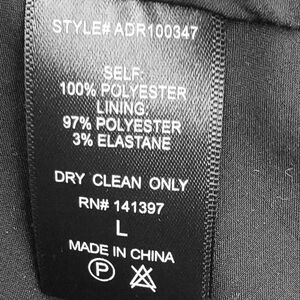 STYLE# ADR100347
SELF:
100% POLYESTER
LINING
97% POLYESTER
3% ELASTANE
DRY CLEAN ONLY
RN# 141397
L
MADE IN CHINA
P